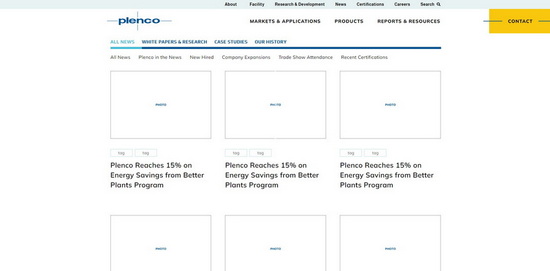 About Facility Research & Development News Certifications Careers Search
plenco MARKETS & APPLICATIONS PRODUCTS REPORTS & RESOURCES CONTACT
ALL NEWS WHITE PAPERS & RESEARCH CASE STUDIES OUR HISTORY
All News Plenco in the News New Hired Company Expansions Trade Show Attendance Recent Certifications
PHOTO PHOTO PHOTO
tag tag tag tag tag tag
Plenco Reaches 15% on Plenco Reaches 15% on Plenco Reaches 15% on
Energy Savings from Better Energy Savings from Better Energy Savings from Better
Plants Program Plants Program Plants Program
PHOTO PHOTO PHOTO